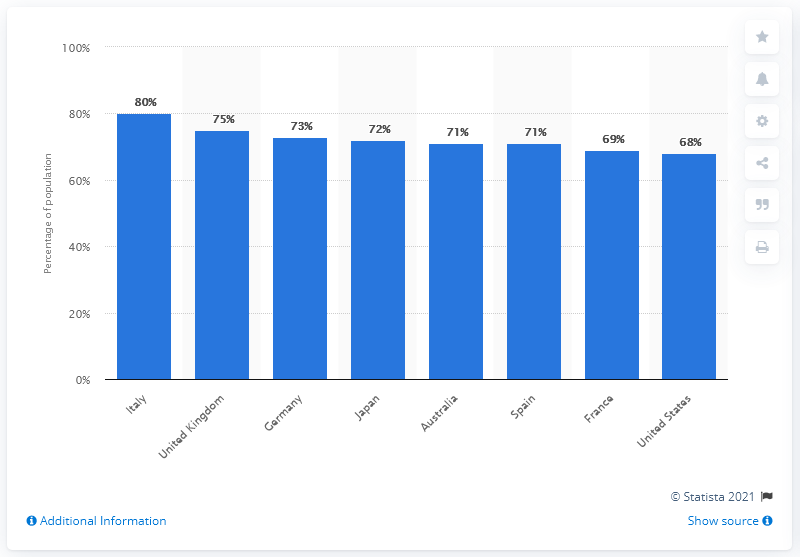 100%
80%
60%
40%
20%
0%
Percentage of population
80%
75%
73%
72%
71%
71%
69%
68%
Italy
United Kingdom
Germany
Japan
Australia
Spain
France
United States
© Statista 2021
Additional Information
Show source